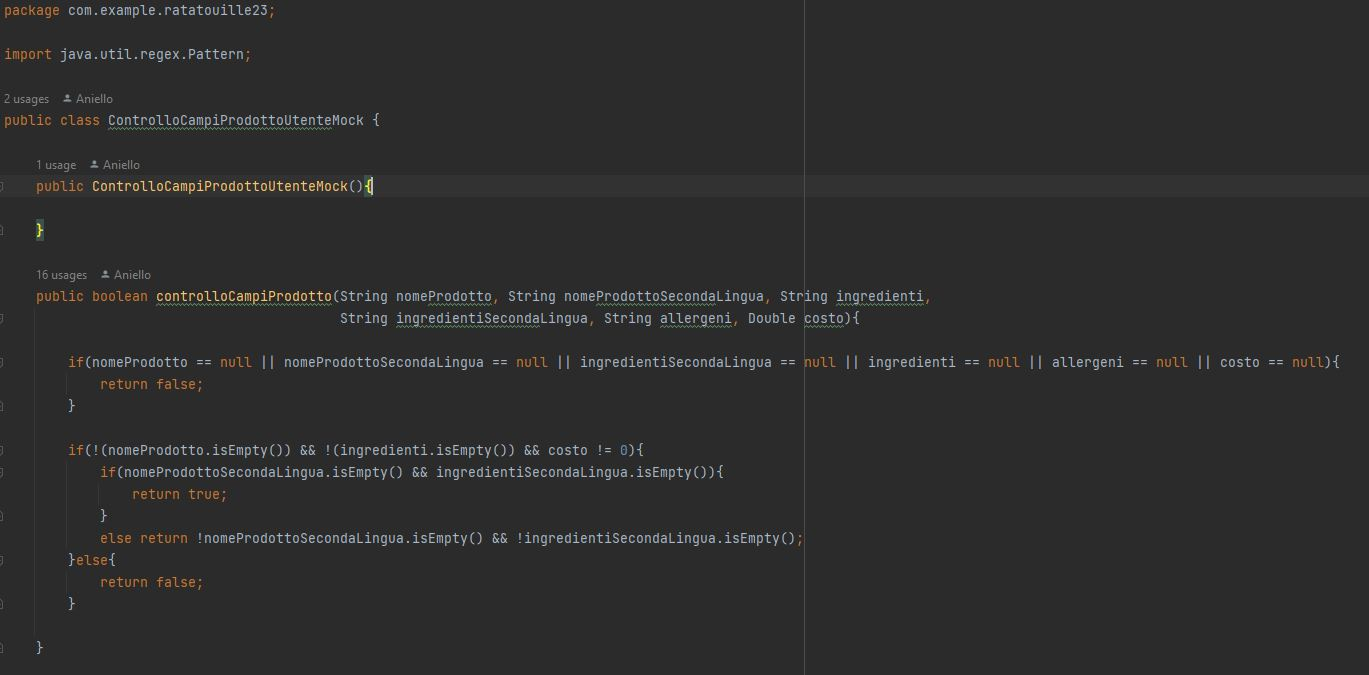 package com.example.ratatouille23;
import java.util.regex.Pattern;
2 usages Aniello
public class ControlloCampiProdottoUtenteMock {
1 usage Aniello
public ControlloCampiProdottoUtenteMock(){
}
16 usages Aniello
public boolean controlloCampiProdotto(String nomeProdotto, String nomeProdottoSecondaLingua, String ingredienti,
String ingredientiSecondaLingua, String allergeni, Double costo){
if(nomeProdotto == null || nomeProdottoSecondaLingua == null || ingredientiSecondaLingua == null || ingredienti == null || allergeni == null || costo == null){
return false;
}
if(!(nomeProdotto.isEmpty()) && !(ingredienti.isEmpty()) && costo != 0){
if(nomeProdottoSecondaLingua.isEmpty() && ingredientiSecondaLingua.isEmpty()){
return true;
}
else return !nomeProdottoSecondaLingua.isEmpty() && !ingredientiSecondaLingua.isEmpty();
}else{
return false;
}
}